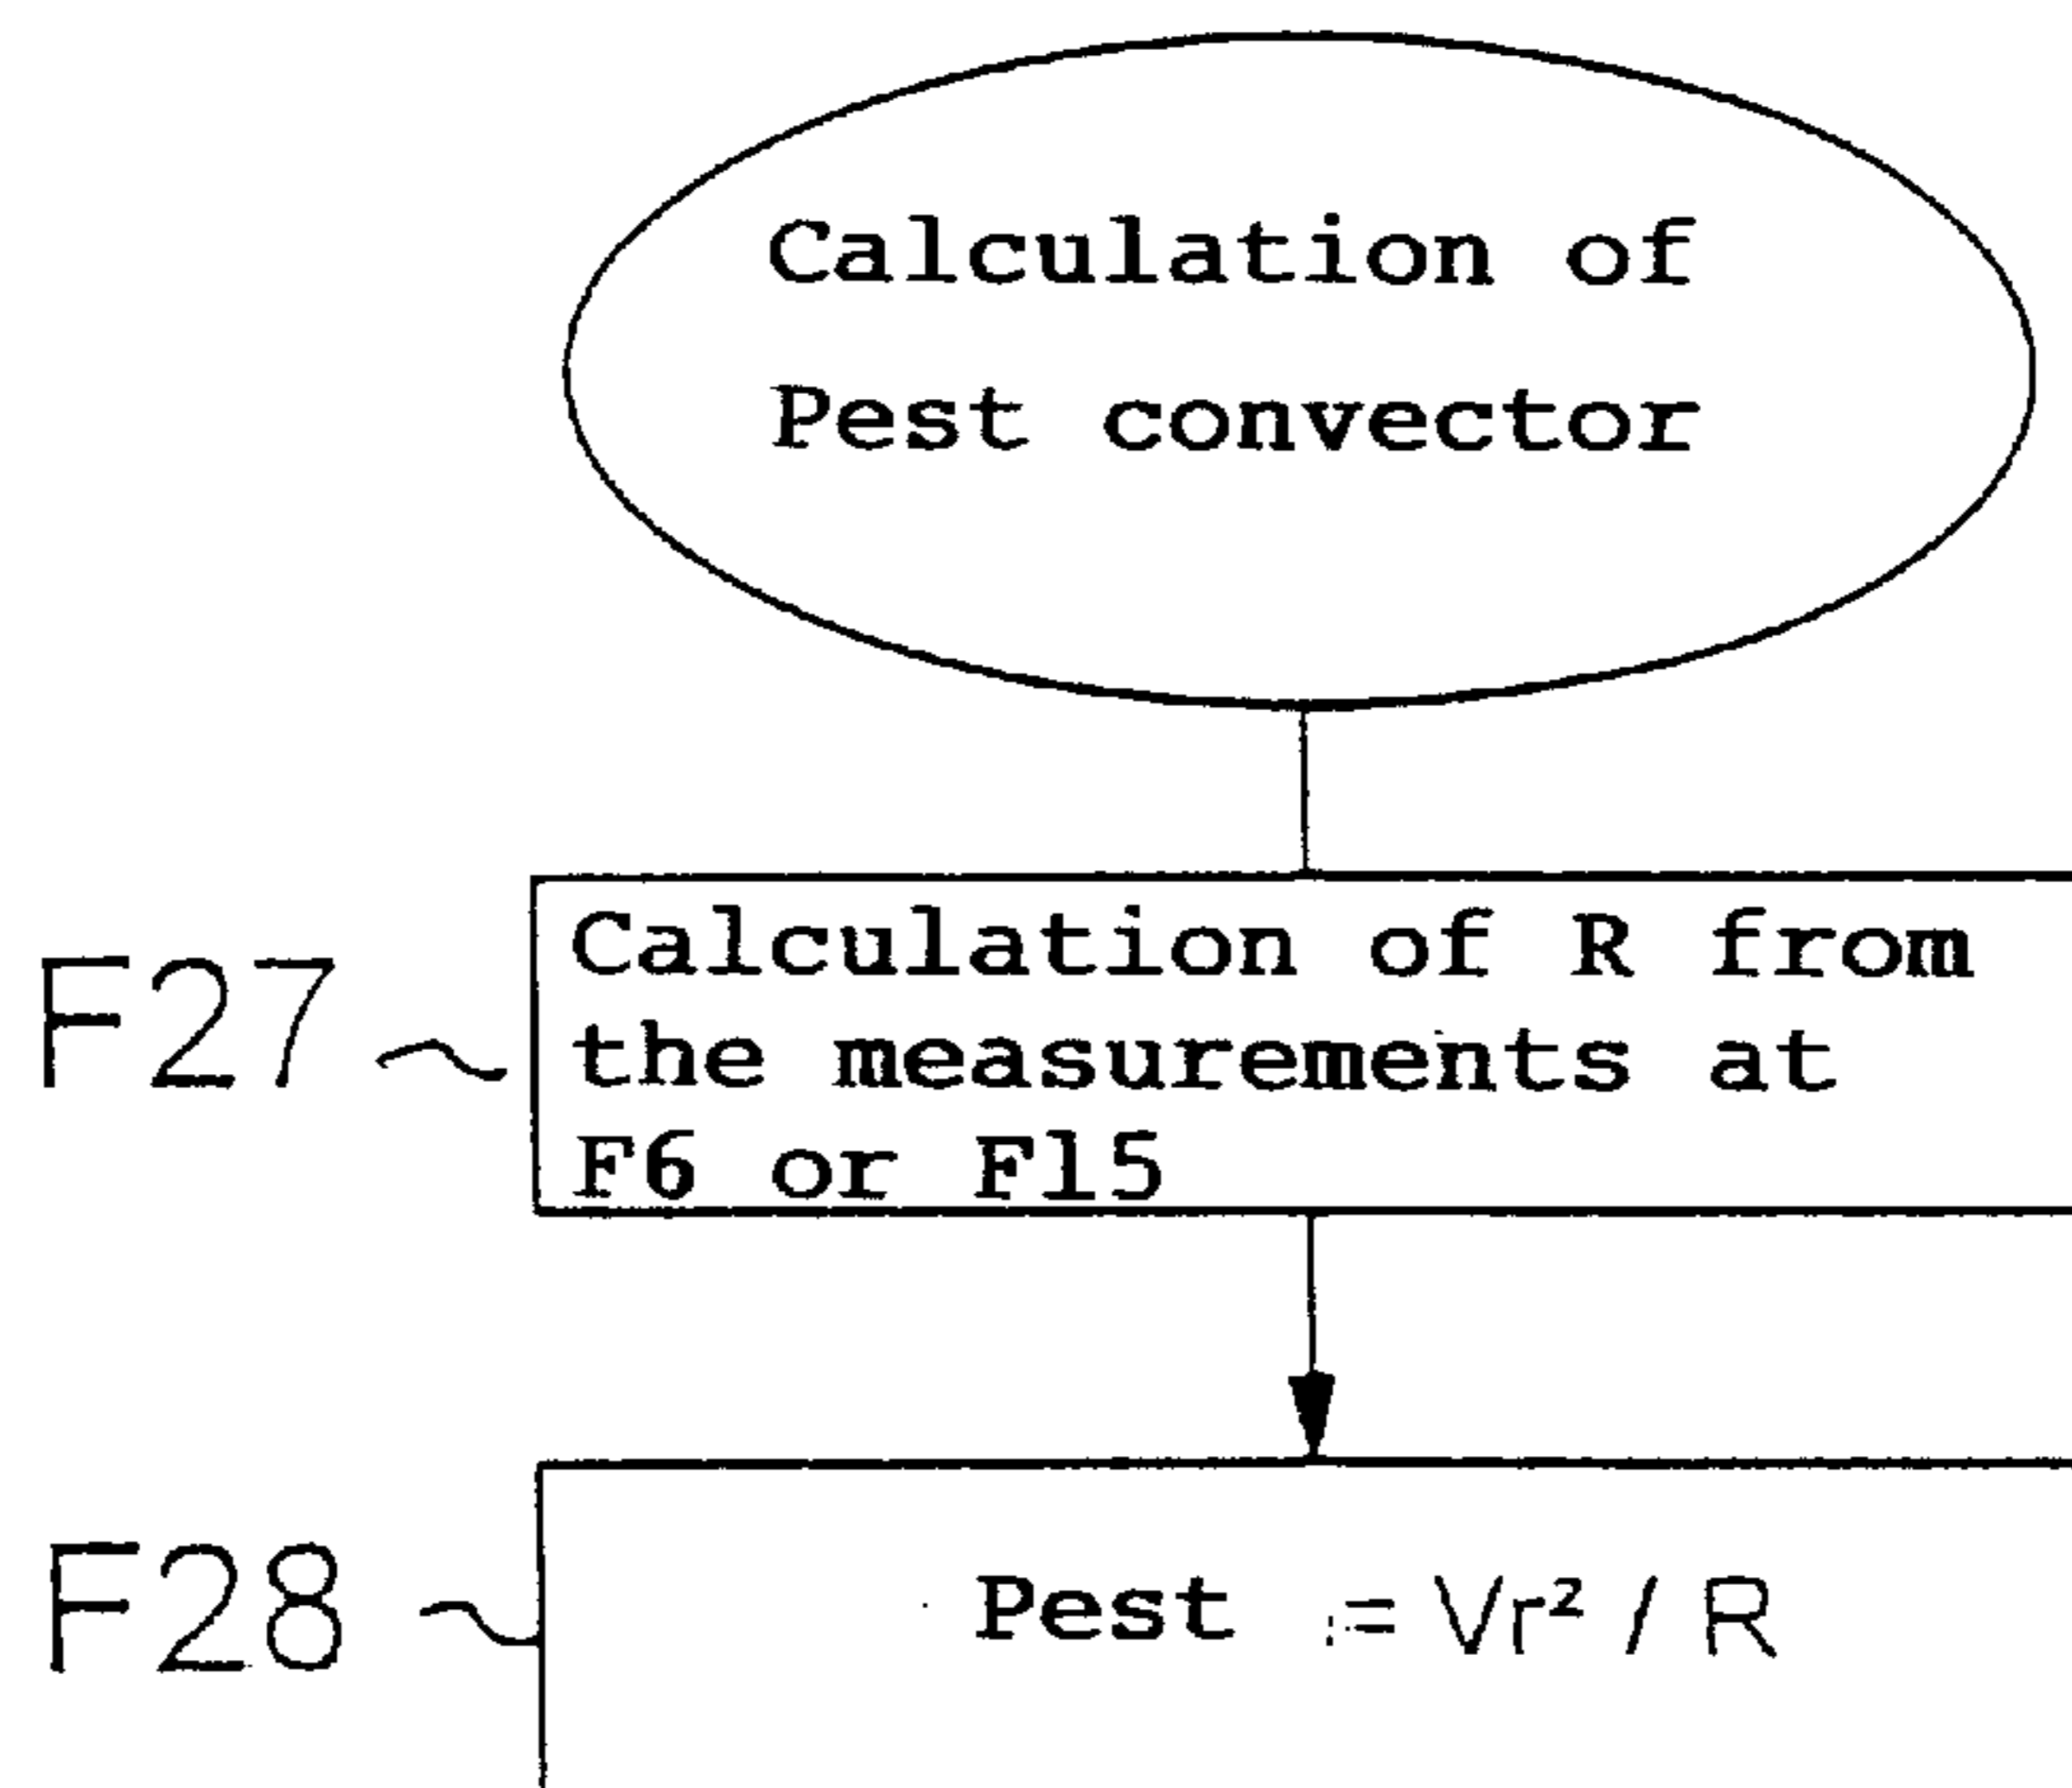 Calculation of
Pest convector
F27
Calculation of R from
the measurements at
F6 or F15
F28
Pest := Vr² / R